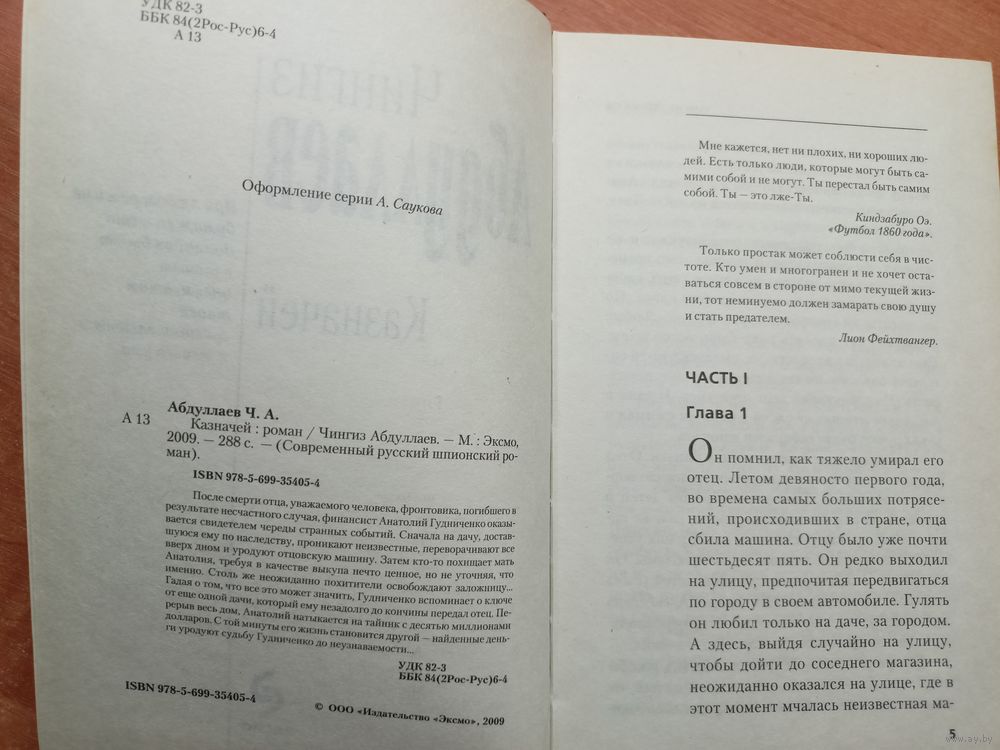 УДК 82-3
ББК 84(2Рос-Рус)6-4
А 13
Оформление серии А. Саукова
Абдуллаев Ч. А.
А 13
Казначей : роман / Чингиз Абдуллаев. — М. : Эксмо,
2009. — 288 с. — (Современный русский шпионский ро-
ман).
ISBN 978-5-699-35405-4
После смерти отца, уважаемого человека, фронтовика, погибшего в
результате несчастного случая, финансист Анатолий Гудниченко оказы-
вается свидетелем череды странных событий. Сначала на дачу, достав-
шуюся ему по наследству, проникают неизвестные, переворачивают все
вверх дном и уродуют отцовскую машину. Затем кто-то похищает мать
Анатолия, требуя в качестве выкупа нечто ценное, но не уточняя, что
именно. Столь же неожиданно похитители освобождают заложницу...
Гадая о том, что все это может значить, Гудниченко вспоминает о ключе
от еще одной дачи, который ему незадолго до кончины передал отец. Пе-
рерыв весь дом, Анатолий натыкается на тайник с десятью миллионами
долларов. С той минуты его жизнь становится другой — найденные день-
ги уродуют судьбу Гудниченко до неузнаваемости...
УДК 82-3
ББК 84(2Рос-Рус)6-4
ISBN 978-5-699-35405-4
© ООО «Издательство «Эксмо», 2009
Мне кажется, нет ни плохих, ни хороших лю-
дей. Есть только люди, которые могут быть са-
мими собой и не могут. Ты перестал быть самим
собой. Ты — это лже-Ты.
Киндзабуро Оэ.
«Футбол 1860 года».
Только простак может соблюсти себя в чис-
тоте. Кто умен и многогранен и не хочет оста-
ваться совсем в стороне от мимо текущей жиз-
ни, тот неминуемо должен замарать свою душу
и стать предателем.
Лион Фейхтвангер.
ЧАСТЬ I
Глава 1
Он помнил, как тяжело умирал его
отец. Летом девяносто первого года,
во времена самых больших потрясе-
ний, происходивших в стране, отца
сбила машина. Отцу было уже почти
шестьдесят пять. Он редко выходил
на улицу, предпочитая передвигаться
по городу в своем автомобиле. Гулять
он любил только на даче, за городом.
А здесь, выйдя случайно на улицу,
чтобы дойти до соседнего магазина,
неожиданно оказался на улице, где в
этот момент мчалась неизвестная ма-
5
www.ay.by